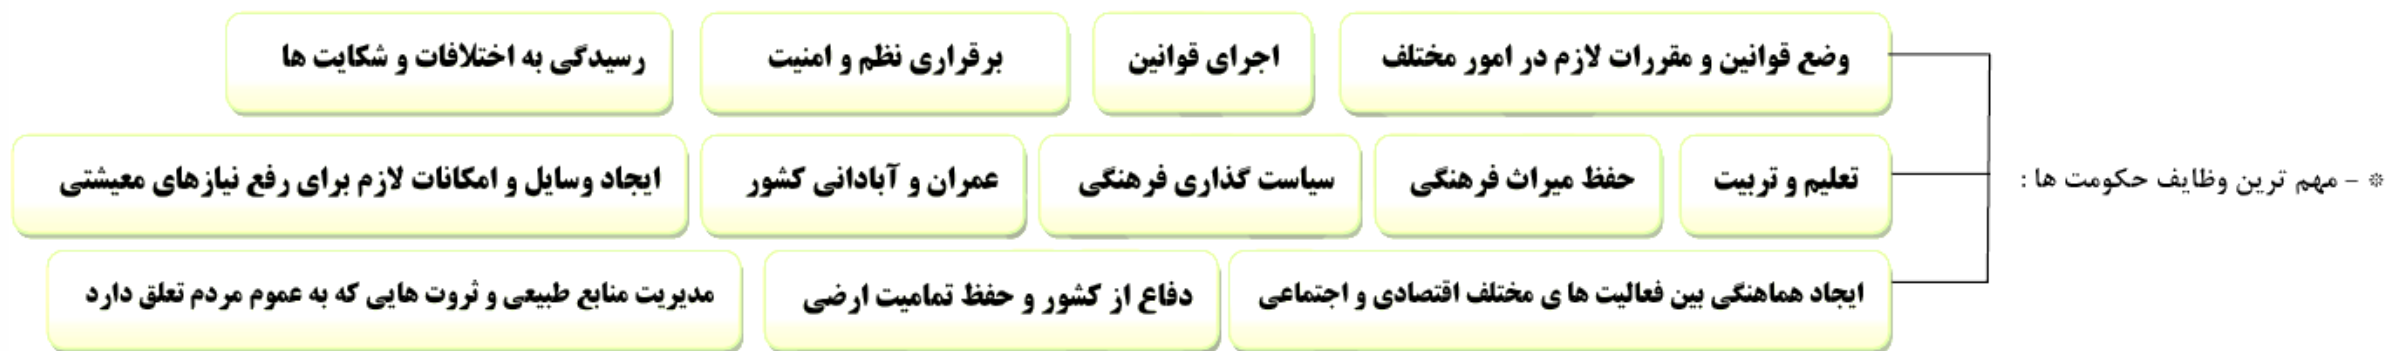 * - مهم ترین وظایف حکومت ها :
وضع قوانین و مقررات لازم در امور مختلف
اجرای قوانین
برقراری نظم و امنیت
رسیدگی به اختلافات و شکایت ها
تعلیم و تربیت
حفظ میراث فرهنگی
سیاست گذاری فرهنگی
عمران و آبادانی کشور
ایجاد وسایل و امکانات لازم برای رفع نیازهای معیشتی
ایجاد هماهنگی بین فعالیت ها ی مختلف اقتصادی و اجتماعی
دفاع از کشور و حفظ تمامیت ارضی
مدیریت منابع طبیعی و ثروت هایی که به عموم مردم تعلق دارد